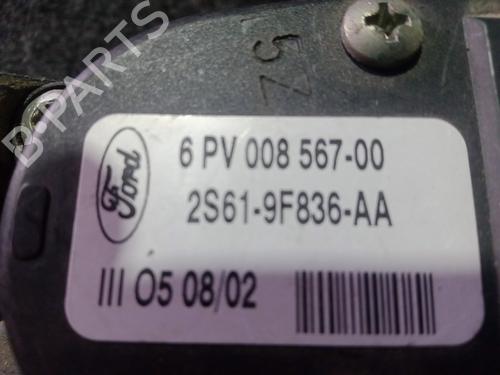 B-PARTS
Ford
6 PV 008 567-00
2S61-9F836-AA
III O5 08/02